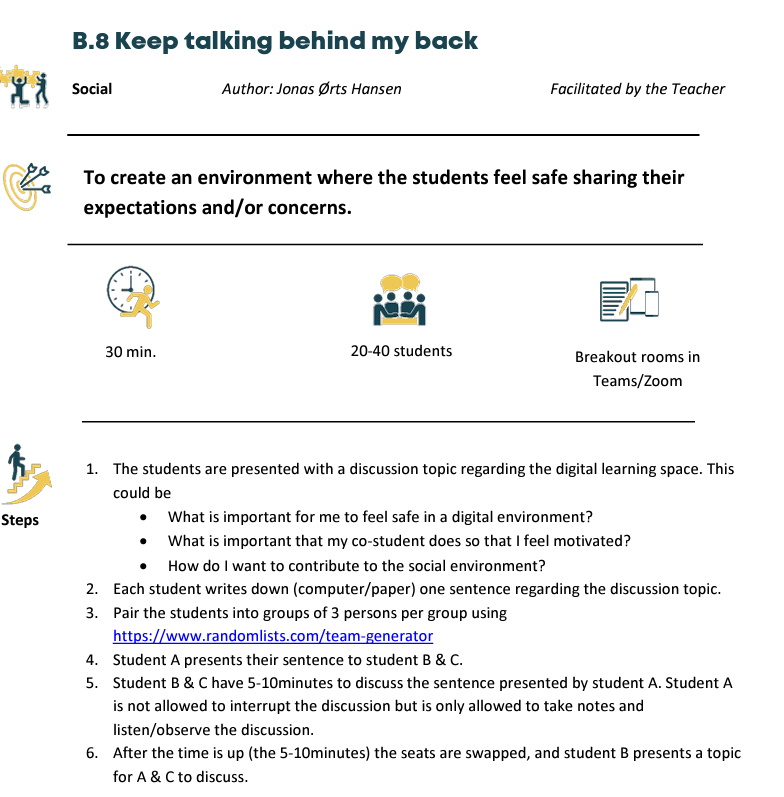 B.8 Keep talking behind my back
Social Author: Jonas Ørts Hansen Facilitated by the Teacher
To create an environment where the students feel safe sharing their
expectations and/or concerns.
30 min.
20-40 students
Breakout rooms in
Teams/Zoom
Steps
1. The students are presented with a discussion topic regarding the digital learning space. This
could be
• What is important for me to feel safe in a digital environment?
• What is important that my co-student does so that I feel motivated?
• How do I want to contribute to the social environment?
2. Each student writes down (computer/paper) one sentence regarding the discussion topic.
3. Pair the students into groups of 3 persons per group using
https://www.randomlists.com/team-generator
4. Student A presents their sentence to student B & C.
5. Student B & C have 5-10minutes to discuss the sentence presented by student A. Student A
is not allowed to interrupt the discussion but is only allowed to take notes and
listen/observe the discussion.
6. After the time is up (the 5-10minutes) the seats are swapped, and student B presents a topic
for A & C to discuss.